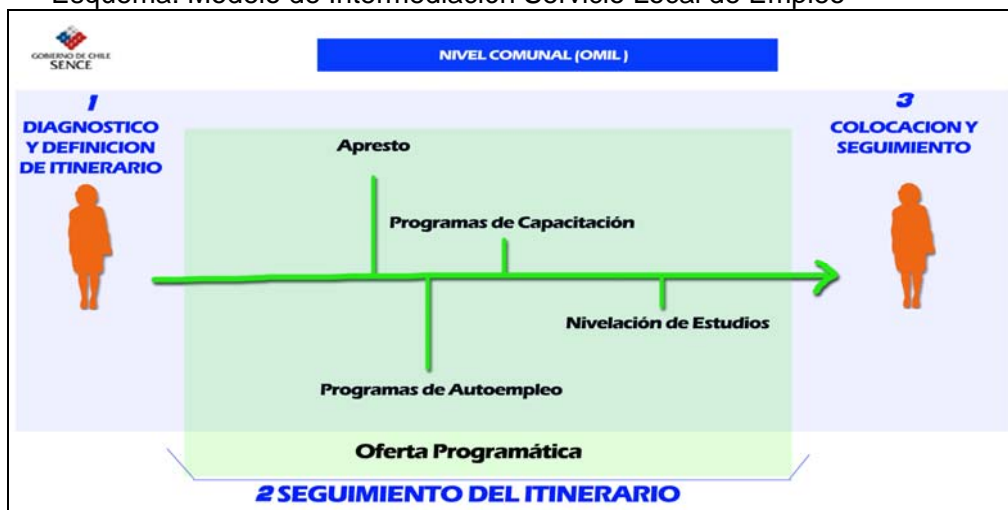 Esquema: Modelo de Intermediación Servicio Local de Empleo
GOBIERNO DE CHILE
SENCE
NIVEL COMUNAL (OMIL )
1
DIAGNOSTICO
Y DEFINICION
DE ITINERARIO
3
COLOCACION Y
SEGUIMIENTO
Apresto
Programas de Capacitación
Nivelación de Estudios
Programas de Autoempleo
Oferta Programática
2 SEGUIMIENTO DEL ITINERARIO